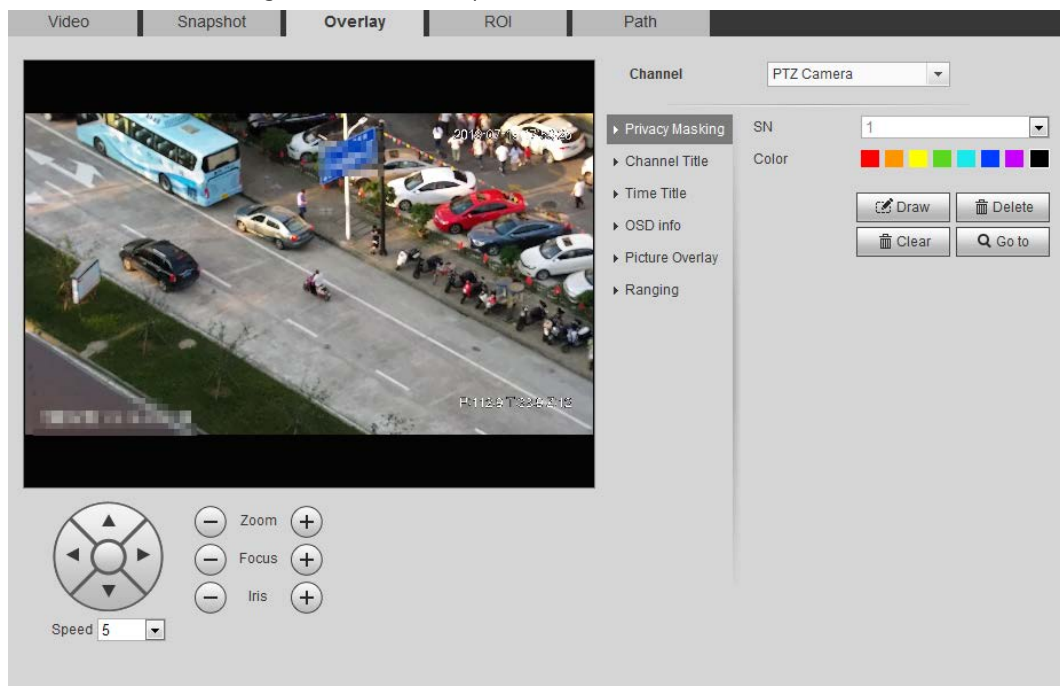 Video Snapshot Overlay ROI Path
Channel PTZ Camera
Privacy Masking
Channel Title
Time Title
OSD info
Picture Overlay
Ranging
SN 1
Color
Draw Delete
Clear Go to
Zoom
Focus
Iris
Speed 5